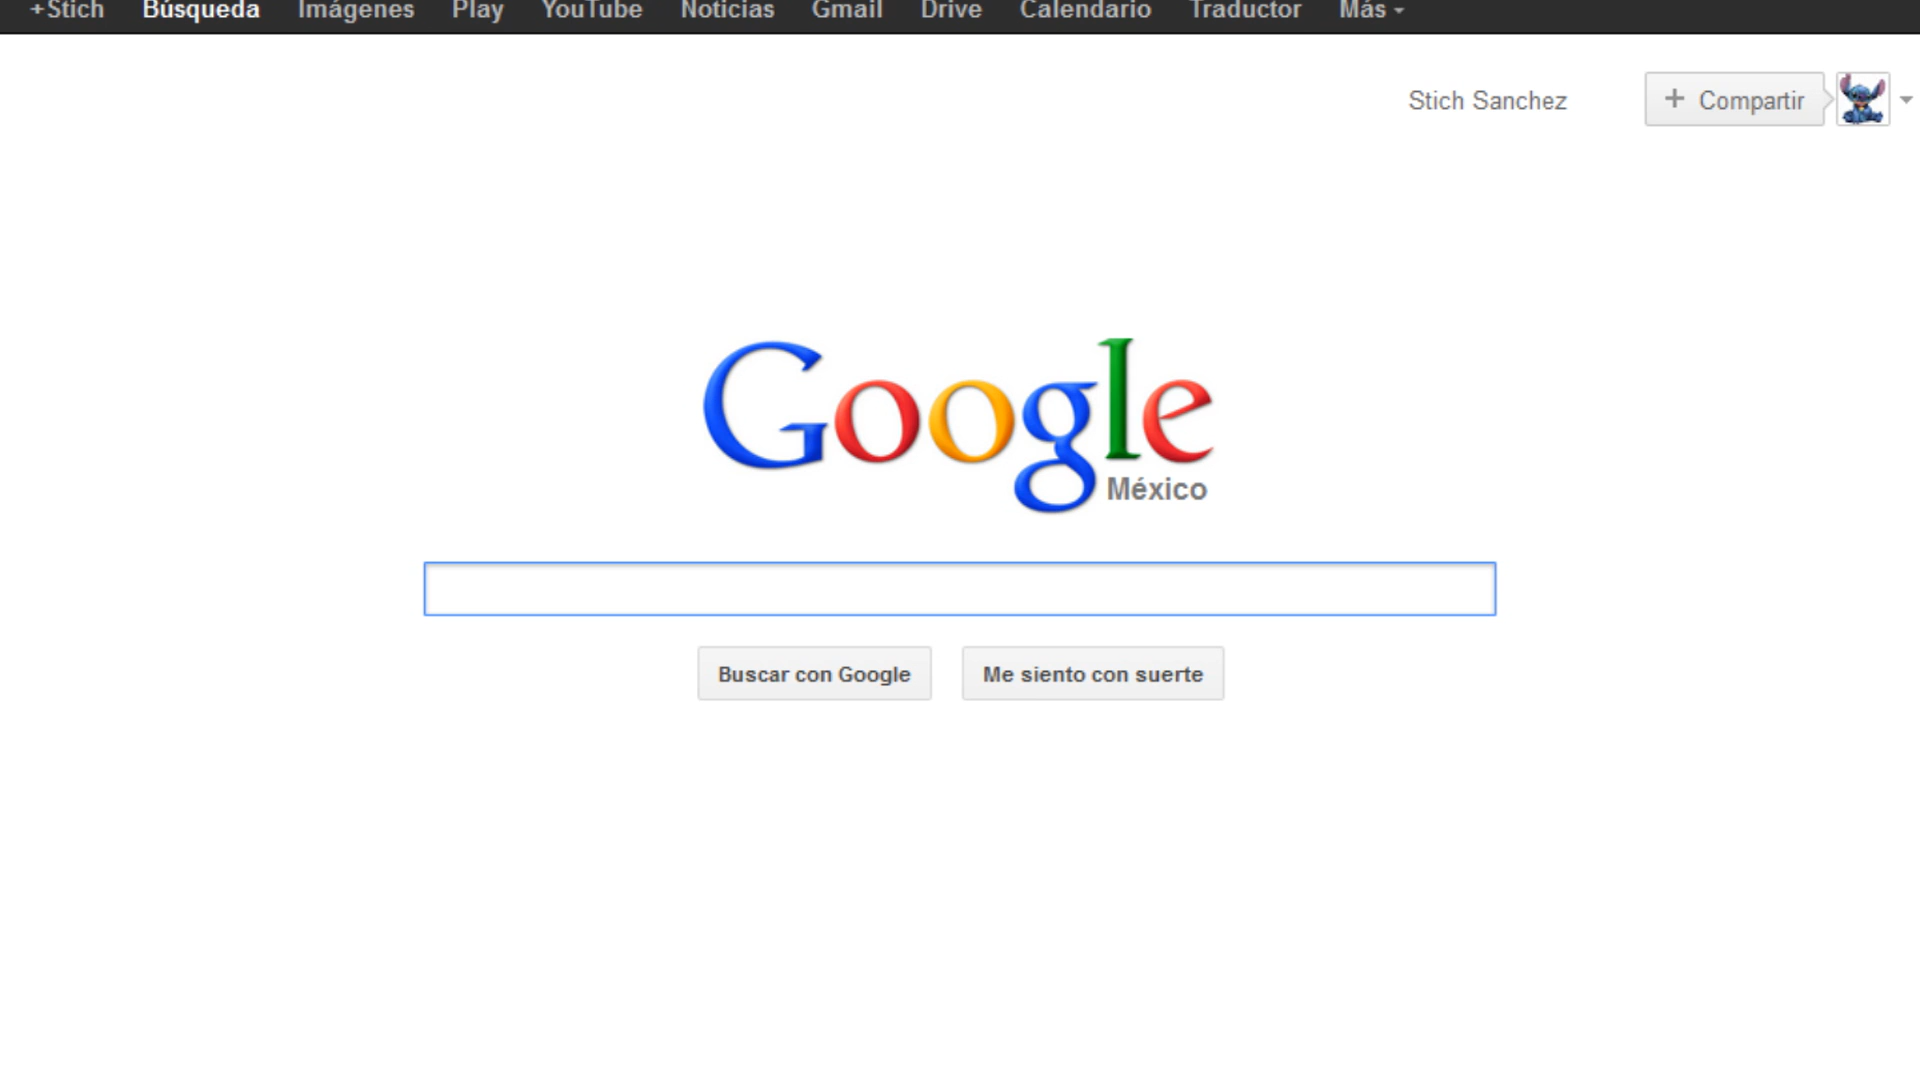 +Stich Búsqueda Imágenes Play YouTube Noticias Gmail Drive Calendario Traductor Más
Stich Sanchez + Compartir
Google
México
Buscar con Google Me siento con suerte